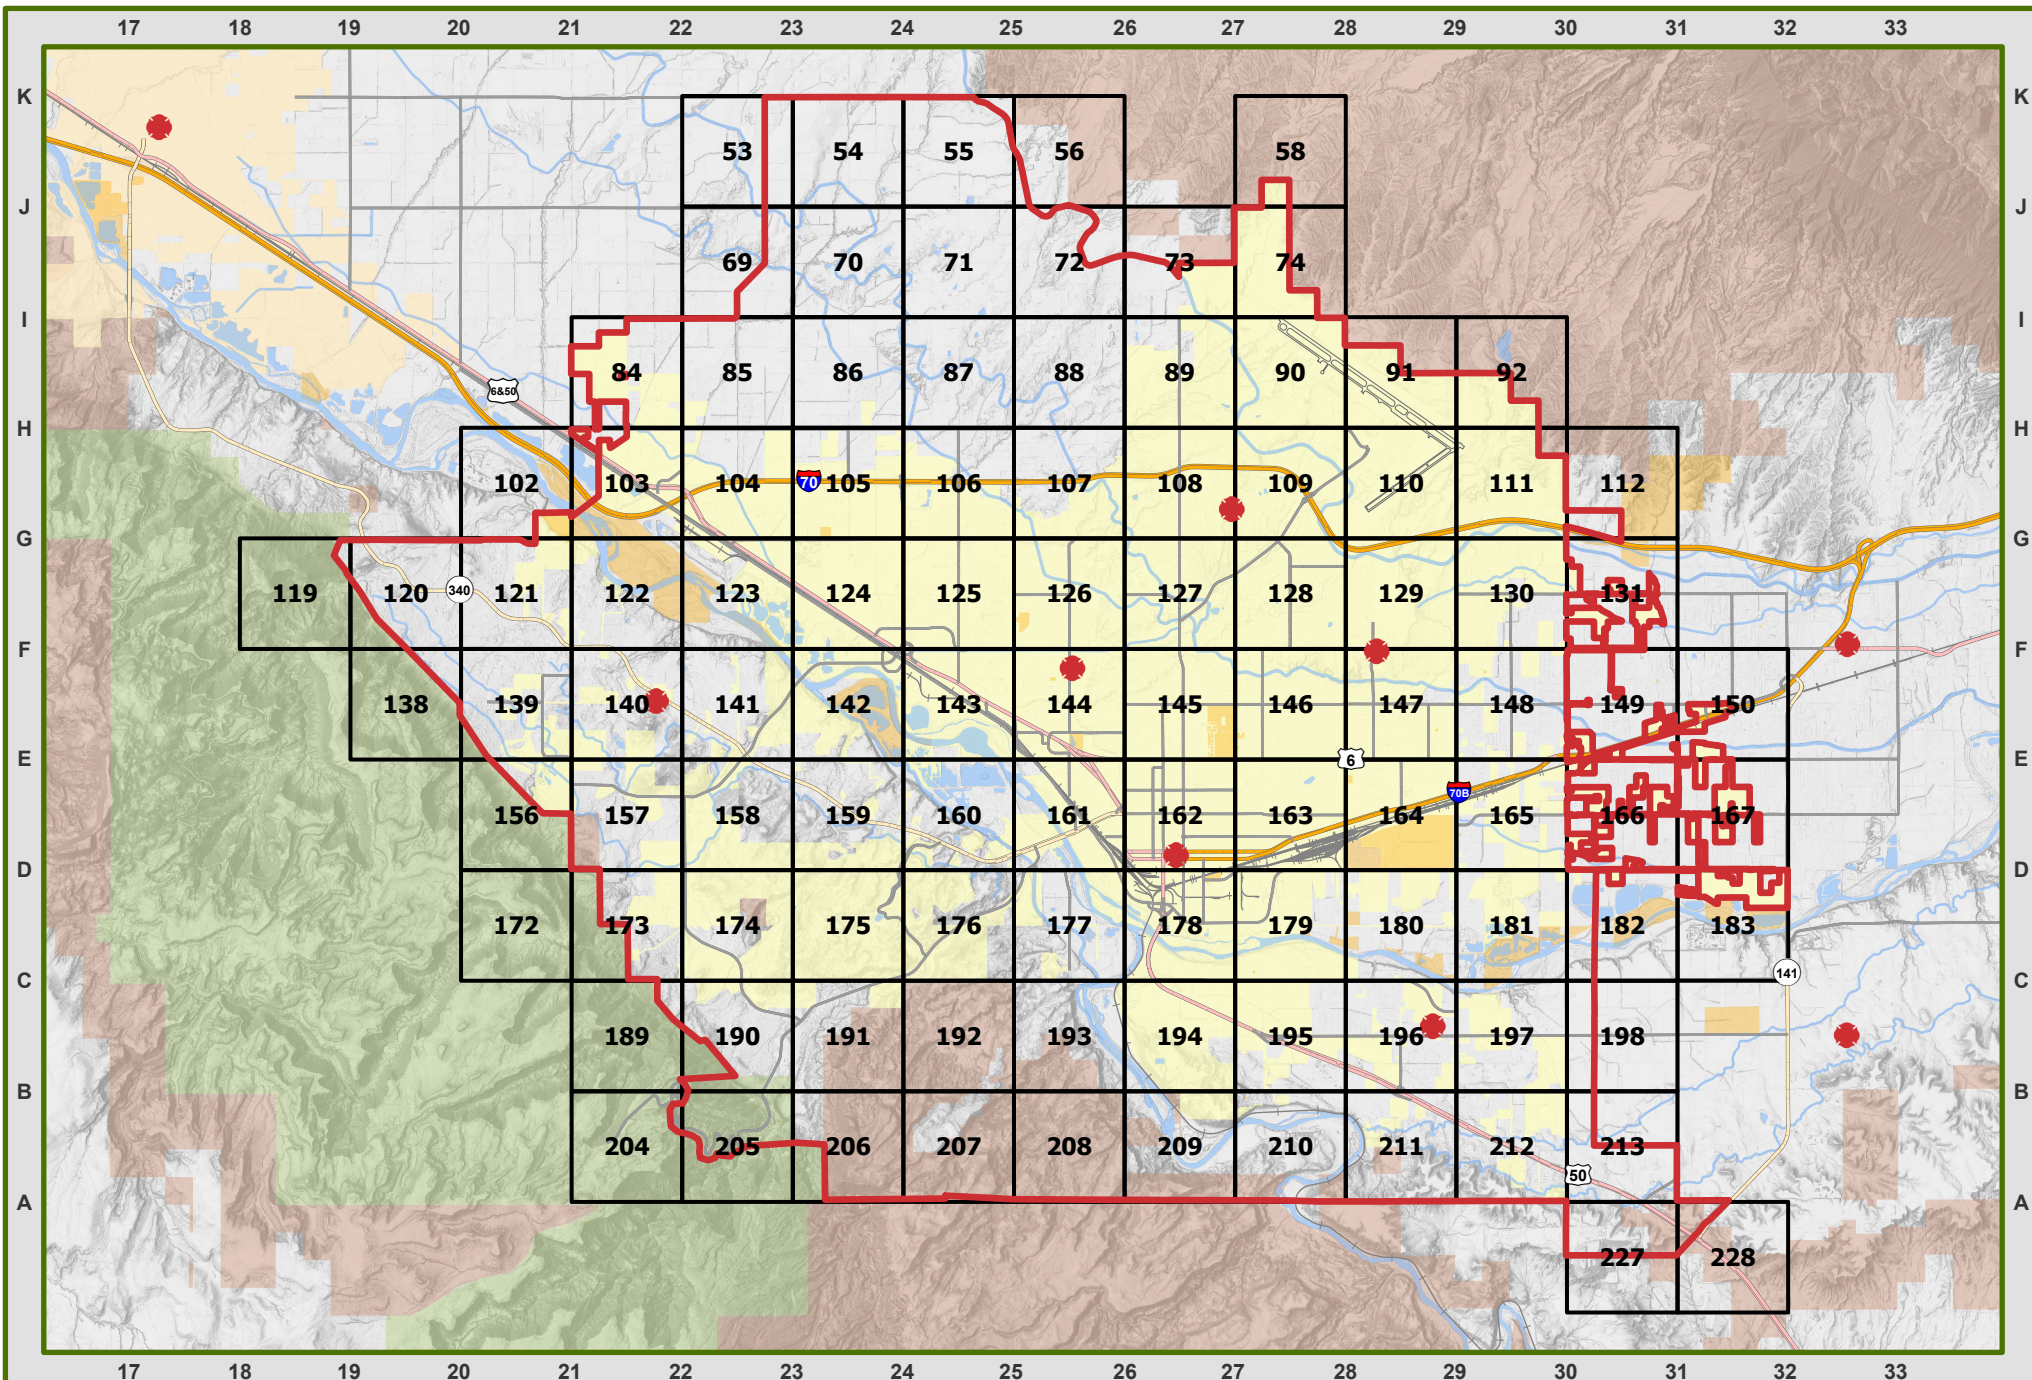 17 18 19 20 21 22 23 24 25 26 27 28 29 30 31 32 33
K K
53 54 55 56 58
J J
69 70 71 72 73 74
I I
84 85 86 87 88 89 90 91 92
6&50
H H
102 103 104 70 105 106 107 108 109 110 111 112
G G
119 120 340 121 122 123 124 125 126 127 128 129 130 131
F F
138 139 140 141 142 143 144 145 146 147 148 149 150
E 6 E
70B
156 157 158 159 160 161 162 163 164 165 166 167
D D
172 173 174 175 176 177 178 179 180 181 182 183
141
C C
189 190 191 192 193 194 195 196 197 198
B B
204 205 206 207 208 209 210 211 212 213
50
A A
227 228
17 18 19 20 21 22 23 24 25 26 27 28 29 30 31 32 33